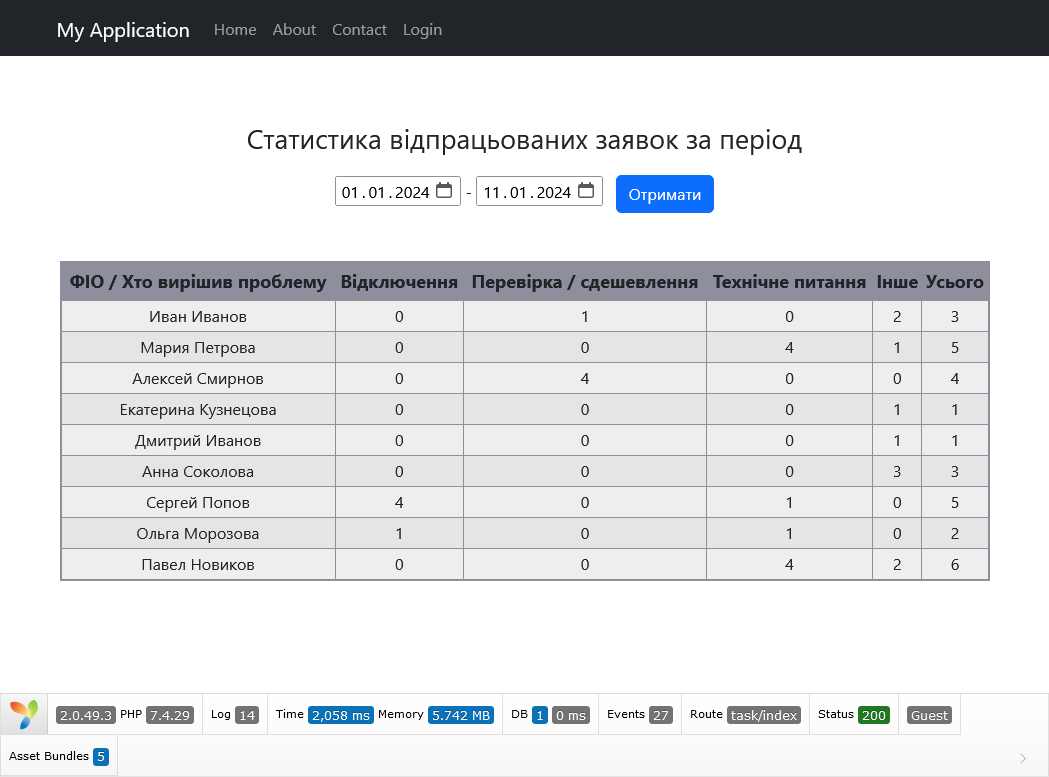 My Application Home About Contact Login
Статистика відпрацьованих заявок за період
01.01.2024 - 11.01.2024 Отримати
ФІО / Хто вирішив проблему Відключення Перевірка / сдешевлення Технічне питання Інше Усього
Иван Иванов 0 1 0 2 3
Мария Петрова 0 0 4 1 5
Алексей Смирнов 0 4 0 0 4
Екатерина Кузнецова 0 0 0 1 1
Дмитрий Иванов 0 0 0 1 1
Анна Соколова 0 0 0 3 3
Сергей Попов 4 0 1 0 5
Ольга Морозова 1 0 1 0 2
Павел Новиков 0 0 4 2 6
2.0.49.3 PHP 7.4.29 Log 14 Time 2,058 ms Memory 5.742 MB DB 1 0 ms Events 27 Route task/index Status 200 Guest
Asset Bundles 5